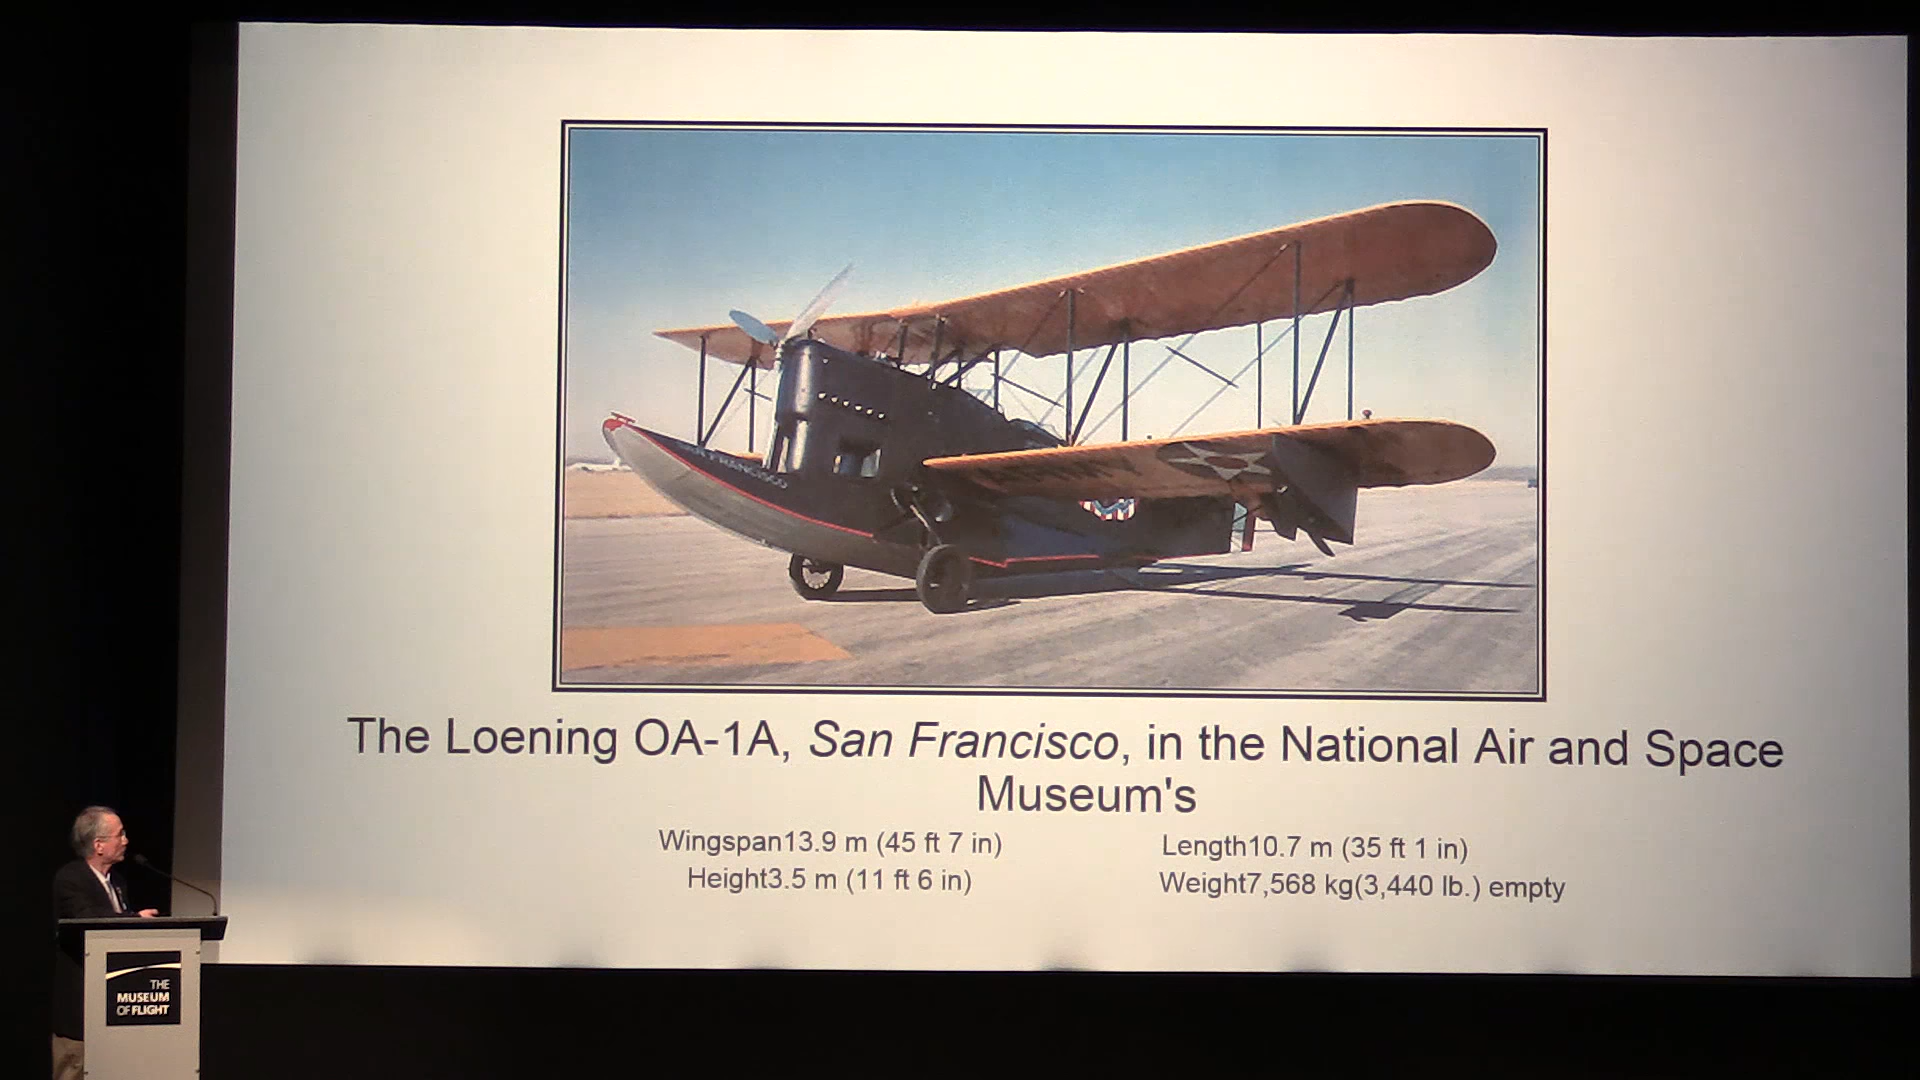 SAN FRANCISCO
The Loening OA-1A, San Francisco, in the National Air and Space
Museum's
Wingspan13.9 m (45 ft 7 in)
Length10.7 m (35 ft 1 in)
Height3.5 m (11 ft 6 in)
Weight7,568 kg(3,440 lb.) empty
THE
MUSEUM
OF FLIGHT